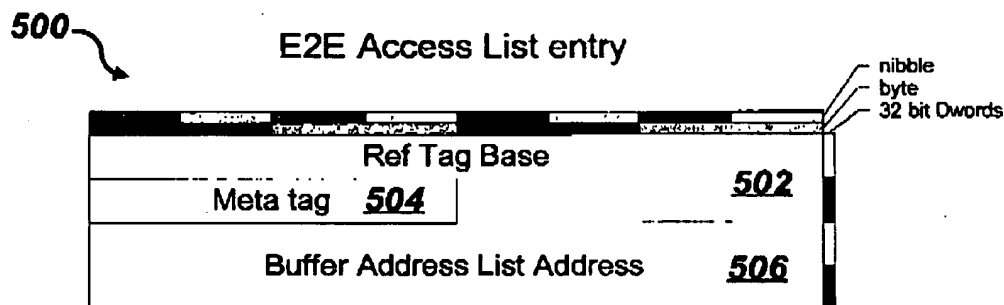 500
E2E Access List entry
nibble
byte
32 bit Dwords
Ref Tag Base
502
Meta tag 504
Buffer Address List Address 506